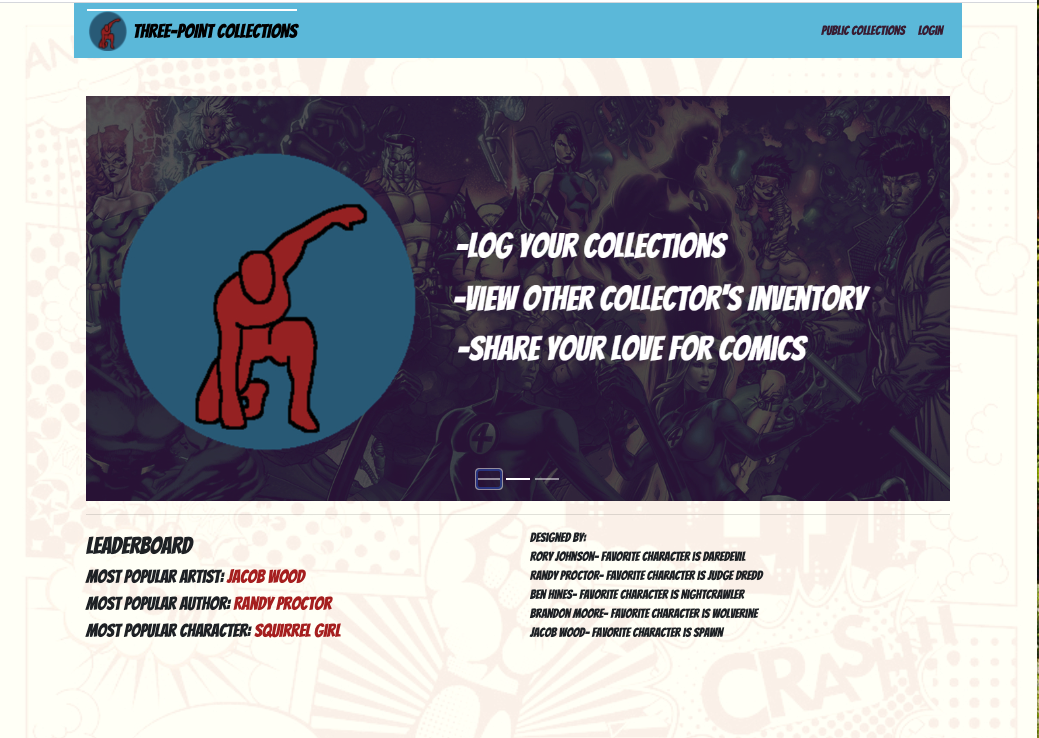 THREE-POINT COLLECTIONS
PUBLIC COLLECTIONS LOGIN
-LOG YOUR COLLECTIONS
-VIEW OTHER COLLECTOR'S INVENTORY
-SHARE YOUR LOVE FOR COMICS
4
LEADERBOARD
MOST POPULAR ARTIST: JACOB WOOD
MOST POPULAR AUTHOR: RANDY PROCTOR
MOST POPULAR CHARACTER: SQUIRREL GIRL
DESIGNED BY:
RORY JOHNSON- FAVORITE CHARACTER IS DAREDEVIL
RANDY PROCTOR- FAVORITE CHARACTER IS JUDGE DREDD
BEN HINES- FAVORITE CHARACTER IS NIGHTCRAWLER
BRANDON MOORE- FAVORITE CHARACTER IS WOLVERINE
JACOB WOOD- FAVORITE CHARACTER IS SPAWN
CRASH!!